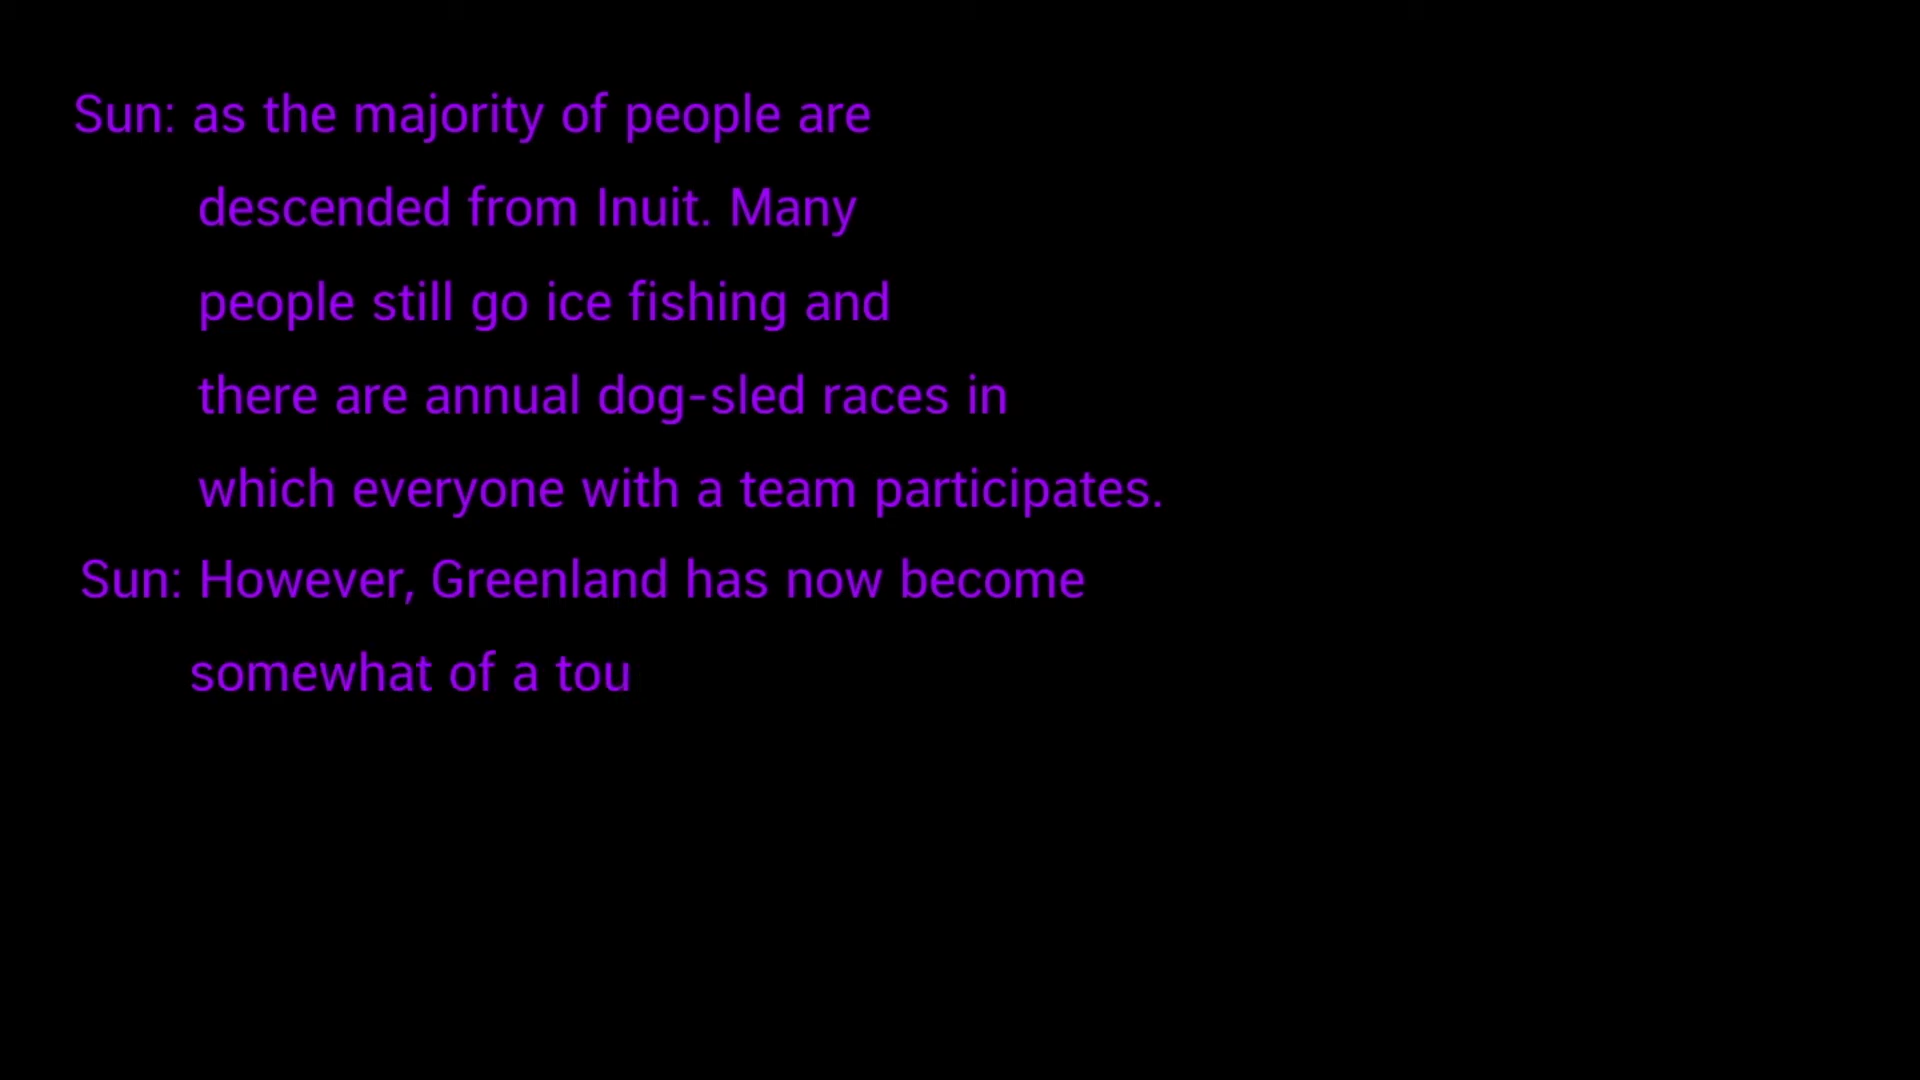 Sun: as the majority of people are
descended from Inuit. Many
people still go ice fishing and
there are annual dog-sled races in
which everyone with a team participates.
Sun: However, Greenland has now become
somewhat of a tou